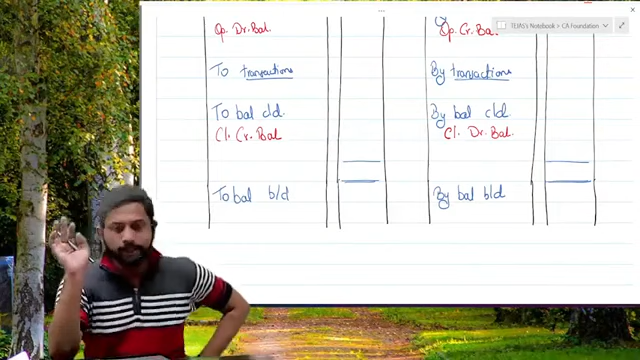 TEJAS's Notebook > CA Foundation
Op. Dr. Bal.
Op. Cr. Bal
To transactions
By transactions
To bal c/d.
By bal c/d.
Cl. Cr. Bal
Cl. Dr. Bal.
To bal b/d
By bal b/d